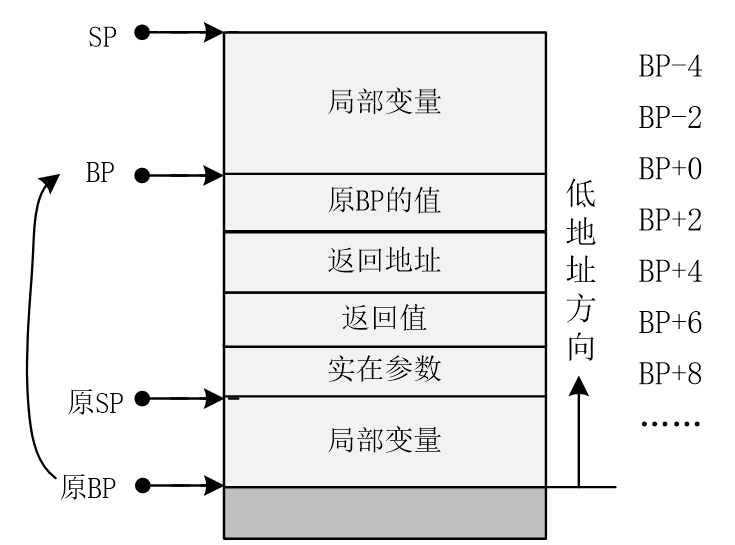 SP
BP
原SP
原BP
局部变量
原BP的值
返回地址
返回值
实在参数
局部变量
低地址方向
BP-4
BP-2
BP+0
BP+2
BP+4
BP+6
BP+8
……